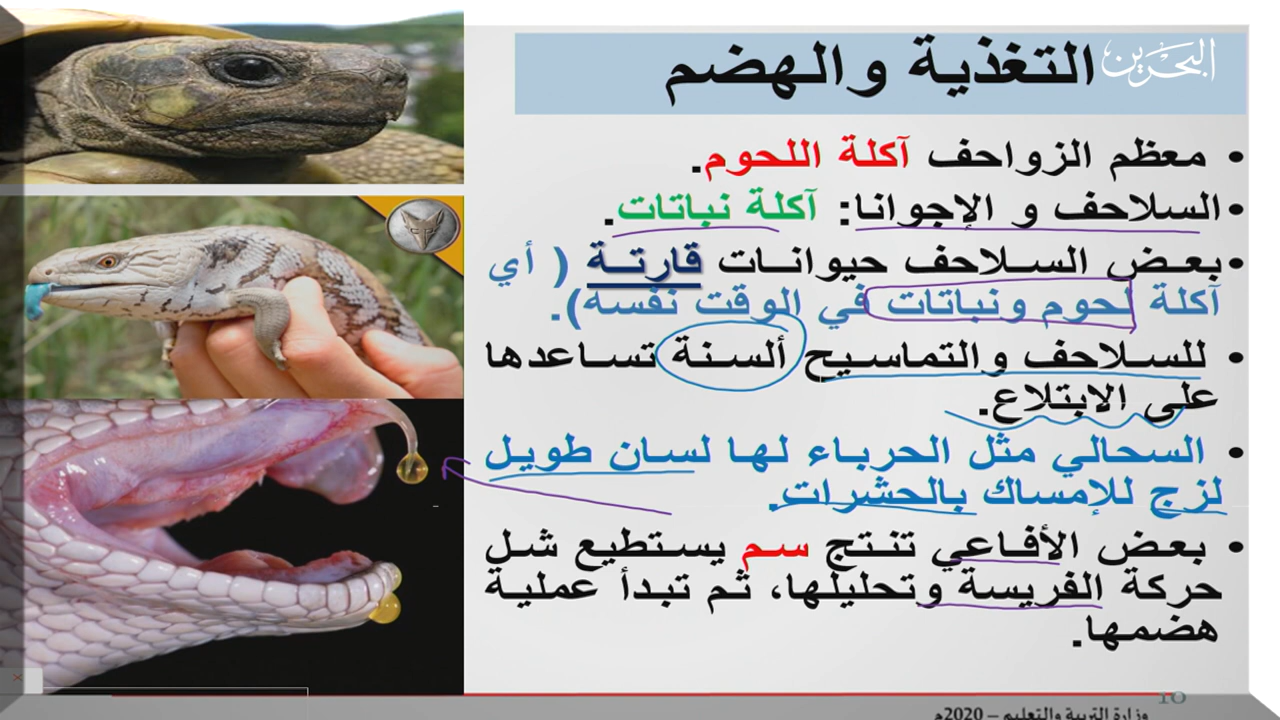 التغذية والهضم
البحرين
• معظم الزواحف آكلة اللحوم.
• السلاحف و الإجوانا: آكلة نباتات.
• بعض السلاحف حيوانات قارتة ( أي
آكلة لحوم ونباتات في الوقت نفسه).
• للسلاحف والتماسيح ألسنة تساعدها
على الابتلاع.
• السحالي مثل الحرباء لها لسان طويل
لزج للإمساك بالحشرات.
• بعض الأفاعي تنتج سم يستطيع شل
حركة الفريسة وتحليلها، ثم تبدأ عملية
هضمها.
10
وزارة التربية والتعليم – 2020م